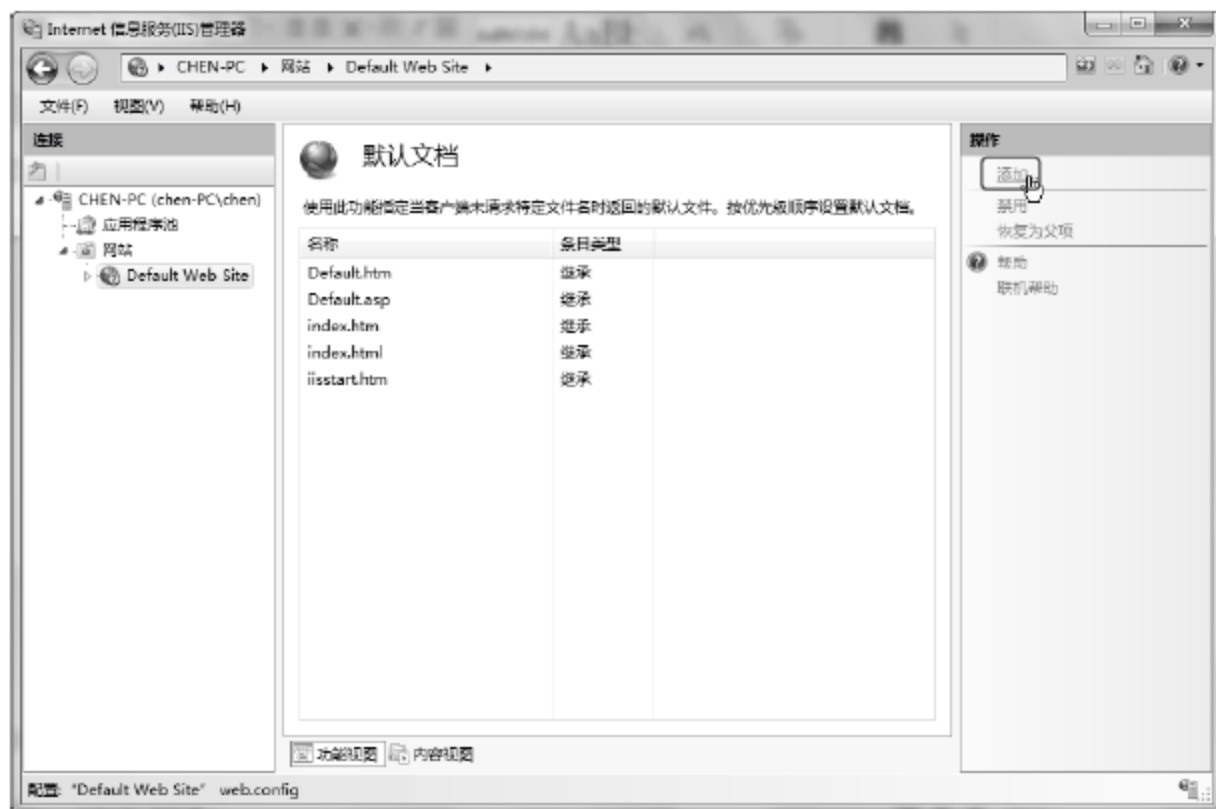 Internet 信息服务(IIS)管理器
CHEN-PC 网站 Default Web Site
文件(F) 视图(V) 帮助(H)
连接
CHEN-PC (chen-PC\chen)
应用程序池
网站
Default Web Site
默认文档
使用此功能指定当客户端未请求特定文件名时返回的默认文件。按优先级顺序设置默认文档。
名称 条目类型
Default.htm 继承
Default.asp 继承
index.htm 继承
index.html 继承
iisstart.htm 继承
功能视图 内容视图
操作
添加...
禁用
恢复为父项
帮助
联机帮助
配置: "Default Web Site" web.config